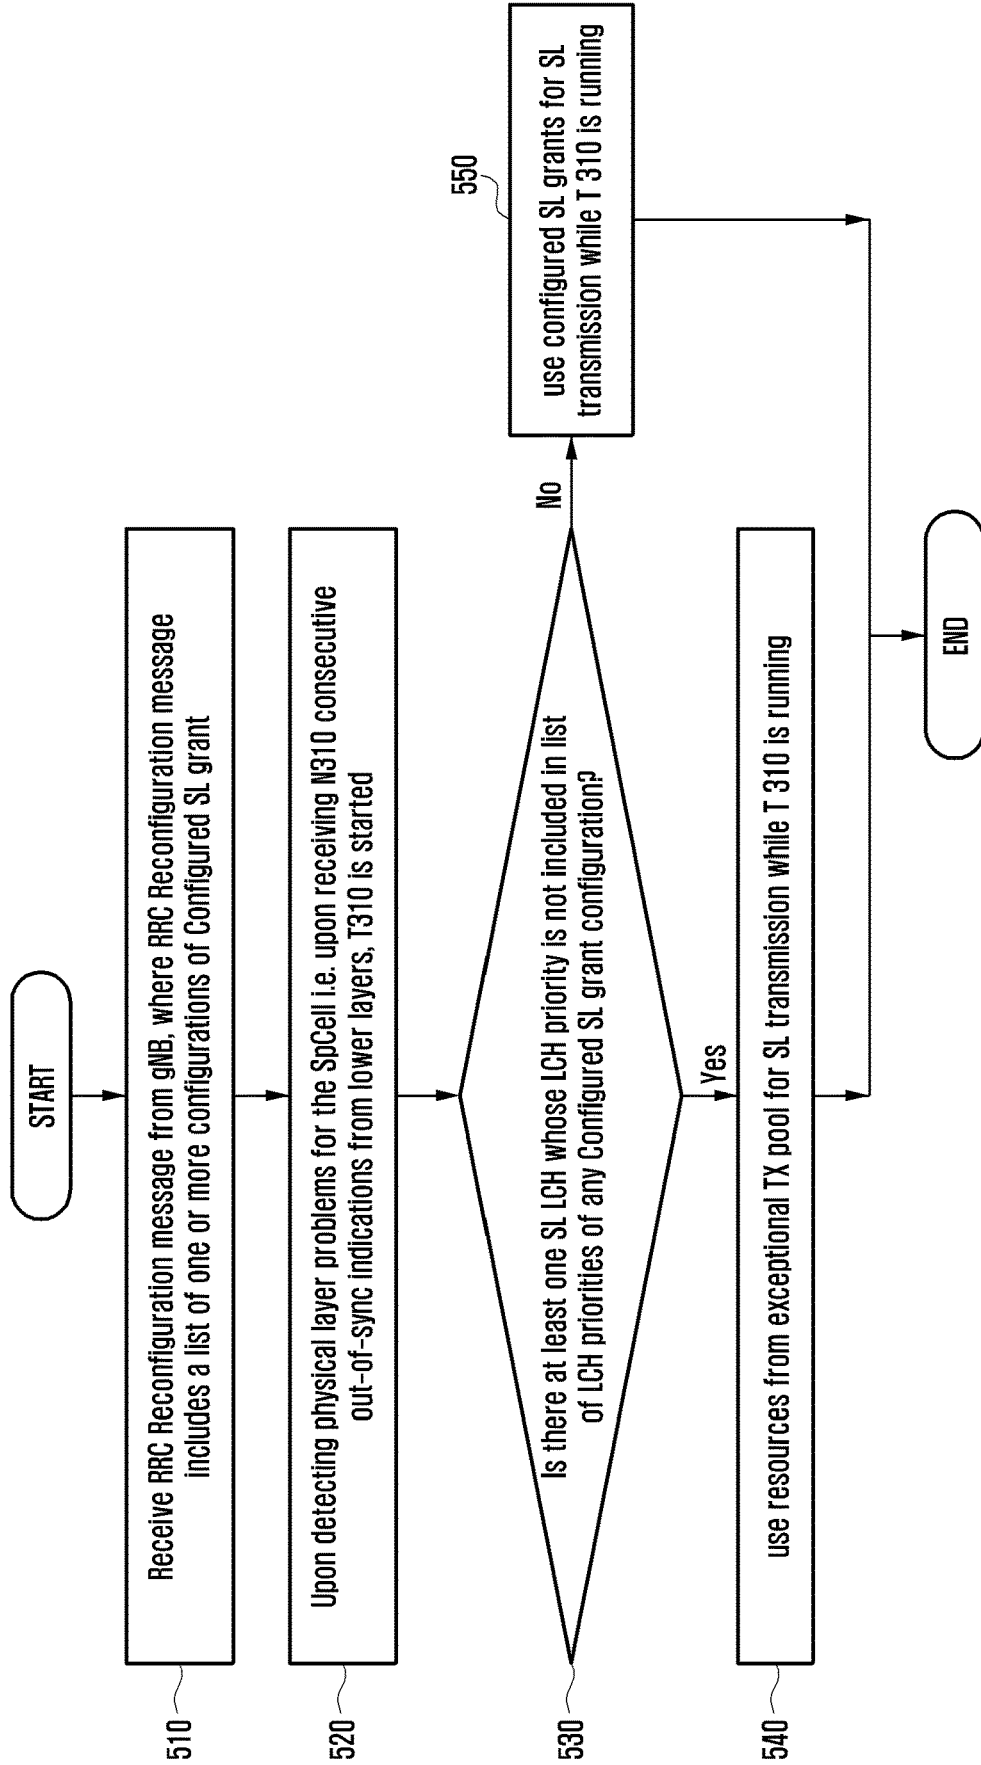 START
510
Receive RRC Reconfiguration message from gNB, where RRC Reconfiguration message
includes a list of one or more configurations of Configured SL grant
520
Upon detecting physical layer problems for the SpCell i.e. upon receiving N310 consecutive
out-of-sync indications from lower layers, T310 is started
530
Is there at least one SL LCH whose LCH priority is not included in list
of LCH priorities of any Configured SL grant configuration?
No
550
use configured SL grants for SL
transmission while T 310 is running
Yes
540
use resources from exceptional TX pool for SL transmission while T 310 is running
END